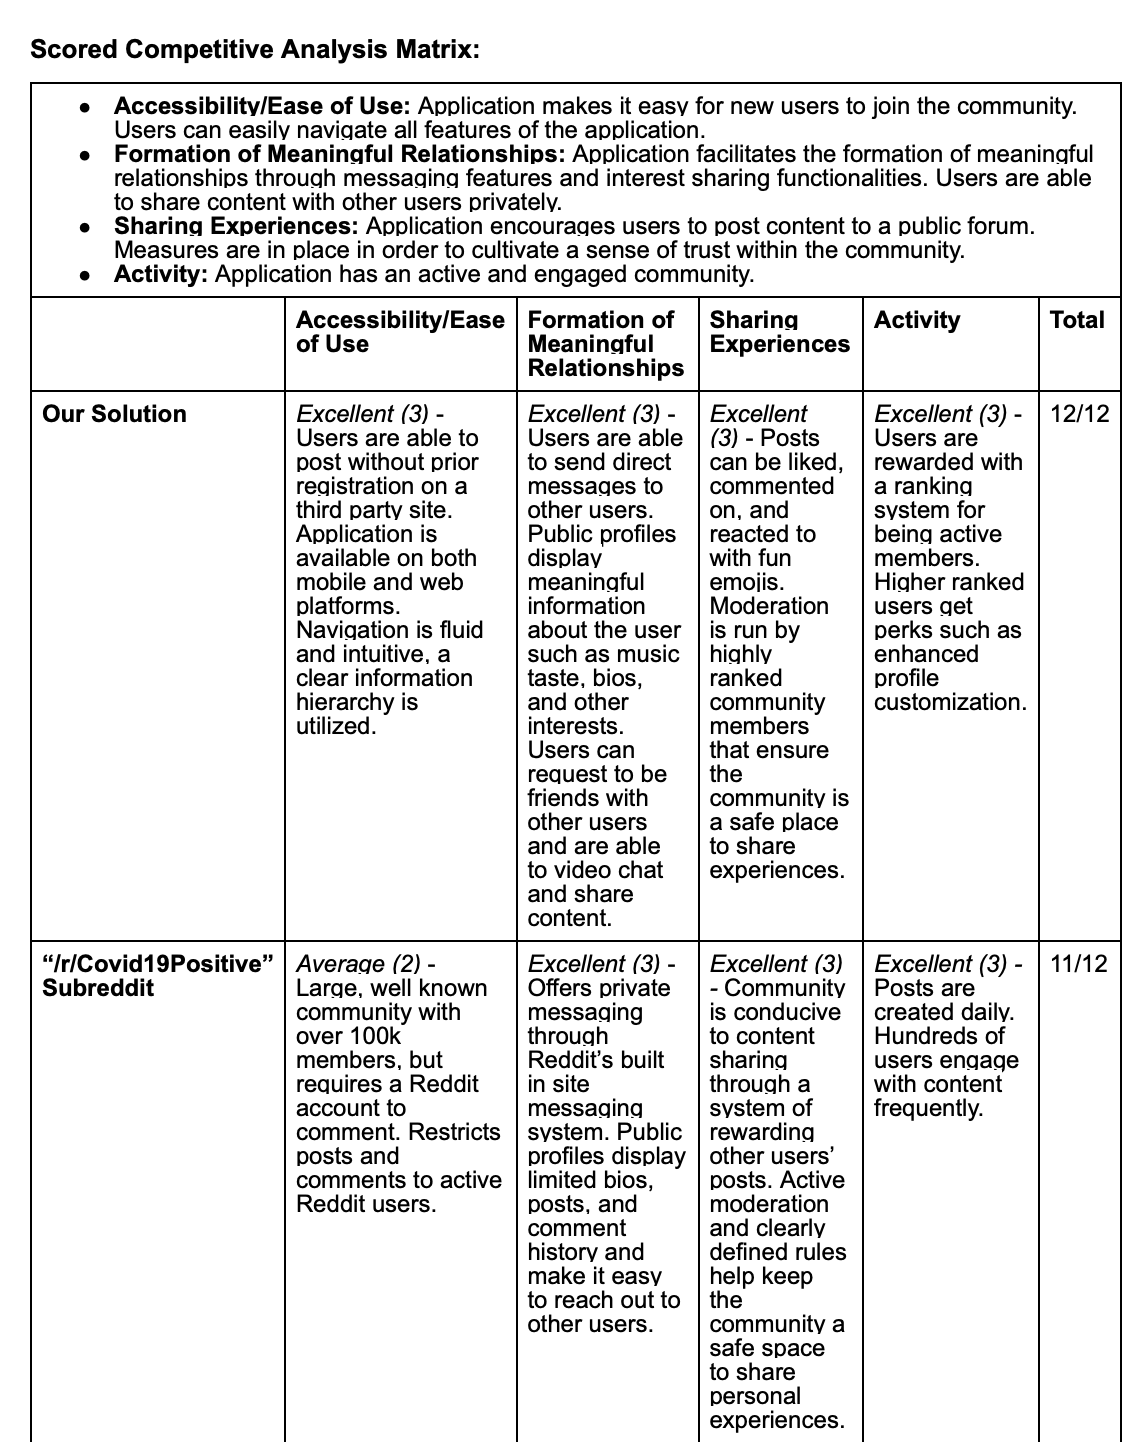 Scored Competitive Analysis Matrix:
● Accessibility/Ease of Use: Application makes it easy for new users to join the community.
Users can easily navigate all features of the application.
● Formation of Meaningful Relationships: Application facilitates the formation of meaningful
relationships through messaging features and interest sharing functionalities. Users are able
to share content with other users privately.
● Sharing Experiences: Application encourages users to post content to a public forum.
Measures are in place in order to cultivate a sense of trust within the community.
● Activity: Application has an active and engaged community.
Accessibility/Ease
of Use
Formation of
Meaningful
Relationships
Sharing
Experiences
Activity
Total
Our Solution
Excellent (3) -
Users are able to
post without prior
registration on a
third party site.
Application is
available on both
mobile and web
platforms.
Navigation is fluid
and intuitive, a
clear information
hierarchy is
utilized.
Excellent (3) -
Users are able
to send direct
messages to
other users.
Public profiles
display
meaningful
information
about the user
such as music
taste, bios,
and other
interests.
Users can
request to be
friends with
other users
and are able
to video chat
and share
content.
Excellent
(3) - Posts
can be liked,
commented
on, and
reacted to
with fun
emojis.
Moderation
is run by
highly
ranked
community
members
that ensure
the
community is
a safe place
to share
experiences.
Excellent (3) -
Users are
rewarded with
a ranking
system for
being active
members.
Higher ranked
users get
perks such as
enhanced
profile
customization.
12/12
“/r/Covid19Positive”
Subreddit
Average (2) -
Large, well known
community with
over 100k
members, but
requires a Reddit
account to
comment. Restricts
posts and
comments to active
Reddit users.
Excellent (3) -
Offers private
messaging
through
Reddit’s built
in site
messaging
system. Public
profiles display
limited bios,
posts, and
comment
history and
make it easy
to reach out to
other users.
Excellent (3)
- Community
is conducive
to content
sharing
through a
system of
rewarding
other users’
posts. Active
moderation
and clearly
defined rules
help keep
the
community a
safe space
to share
personal
experiences.
Excellent (3) -
Posts are
created daily.
Hundreds of
users engage
with content
frequently.
11/12